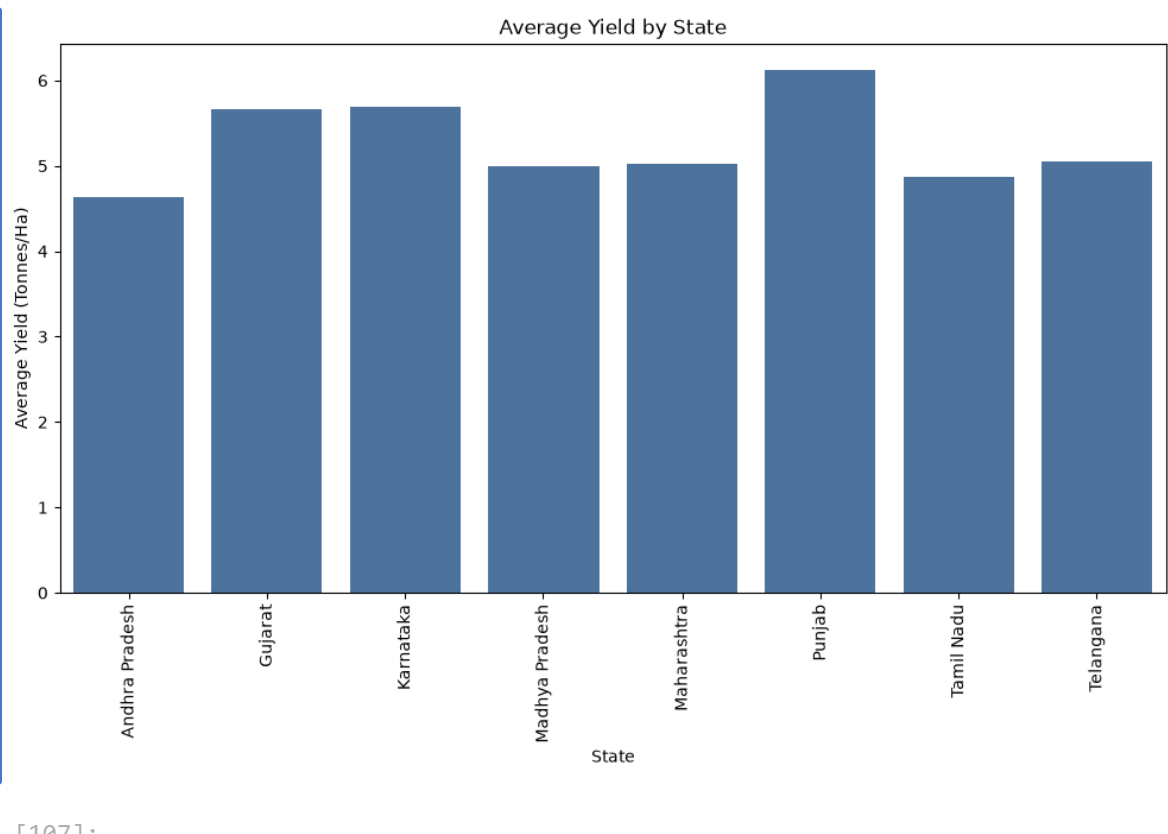 Average Yield by State
Average Yield (Tonnes/Ha)
6
5
4
3
2
1
0
Andhra Pradesh
Gujarat
Karnataka
Madhya Pradesh
Maharashtra
Punjab
Tamil Nadu
Telangana
State
[107]: